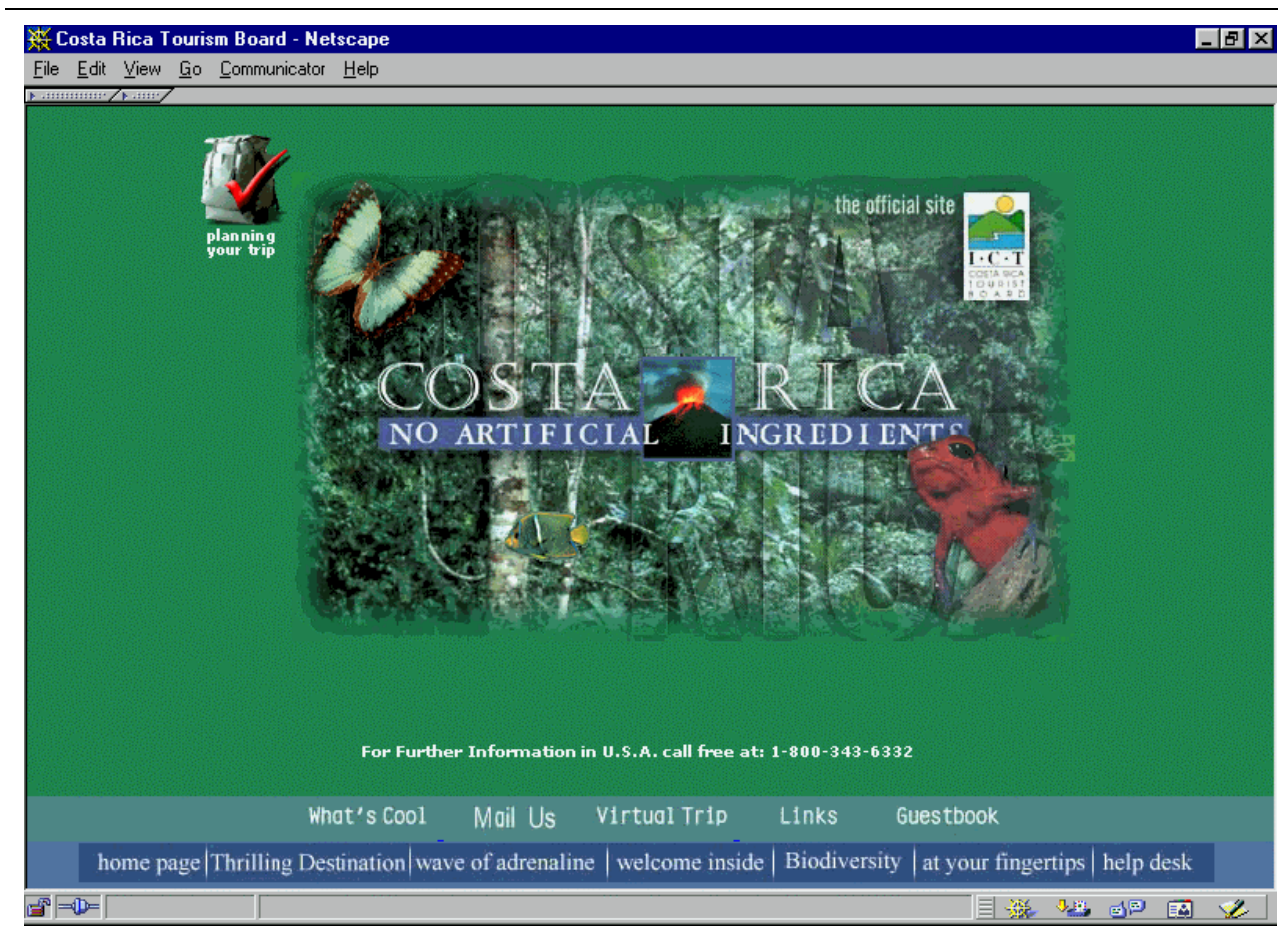 Costa Rica Tourism Board - Netscape
File Edit View Go Communicator Help
planning
your trip
the official site
I·C·T
COSTA RICA
TOURIST
BOARD
COSTA RICA
NO ARTIFICIAL INGREDIENTS
For Further Information in U.S.A. call free at: 1-800-343-6332
What's Cool Mail Us Virtual Trip Links Guestbook
home page | Thrilling Destination | wave of adrenaline | welcome inside | Biodiversity | at your fingertips | help desk